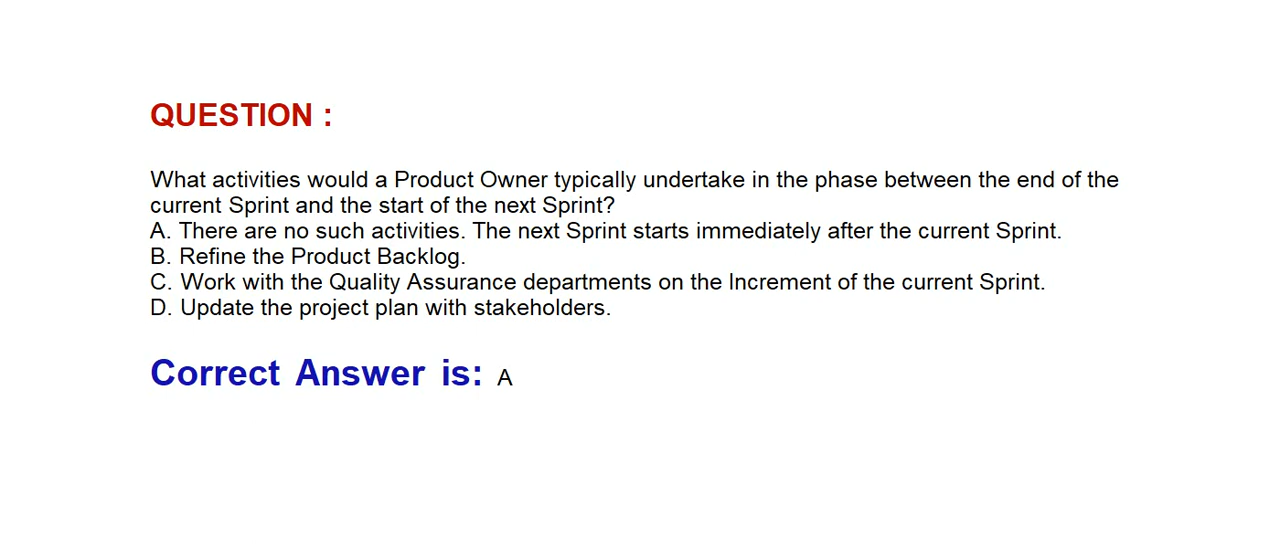 QUESTION :
What activities would a Product Owner typically undertake in the phase between the end of the
current Sprint and the start of the next Sprint?
A. There are no such activities. The next Sprint starts immediately after the current Sprint.
B. Refine the Product Backlog.
C. Work with the Quality Assurance departments on the Increment of the current Sprint.
D. Update the project plan with stakeholders.
Correct Answer is: A